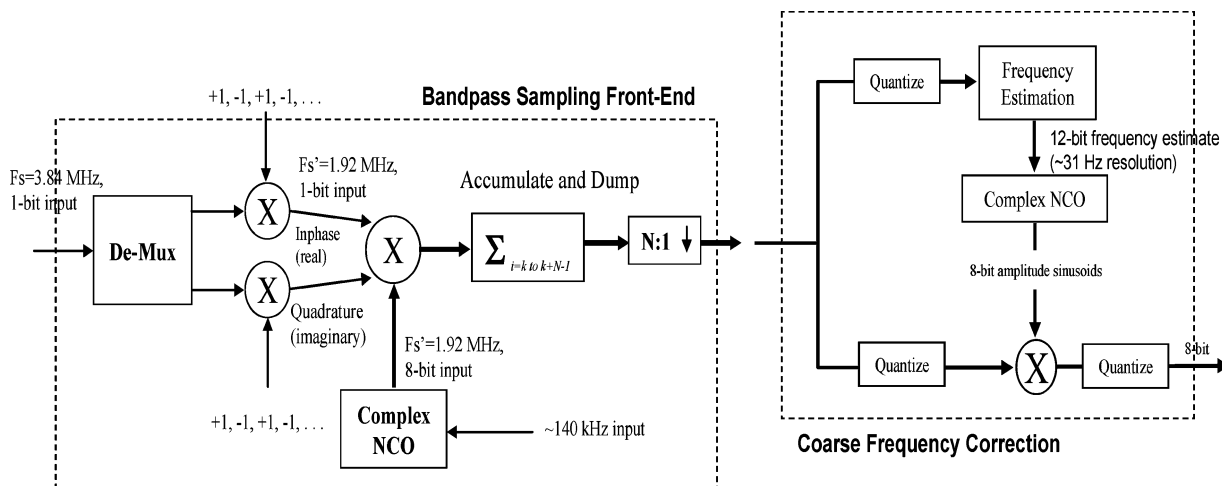 Bandpass Sampling Front-End
+1, -1, +1, -1, . . .
Fs=3.84 MHz,
1-bit input
De-Mux
X
X
Fs'=1.92 MHz,
1-bit input
Inphase
(real)
Quadrature
(imaginary)
X
Fs'=1.92 MHz,
8-bit input
+1, -1, +1, -1, . . .
Complex
NCO
~140 kHz input
Accumulate and Dump
Σ i=k to k+N-1
N:1
Quantize
Frequency
Estimation
12-bit frequency estimate
(~31 Hz resolution)
Complex NCO
8-bit amplitude sinusoids
Quantize
X
Quantize
8-bit
Coarse Frequency Correction